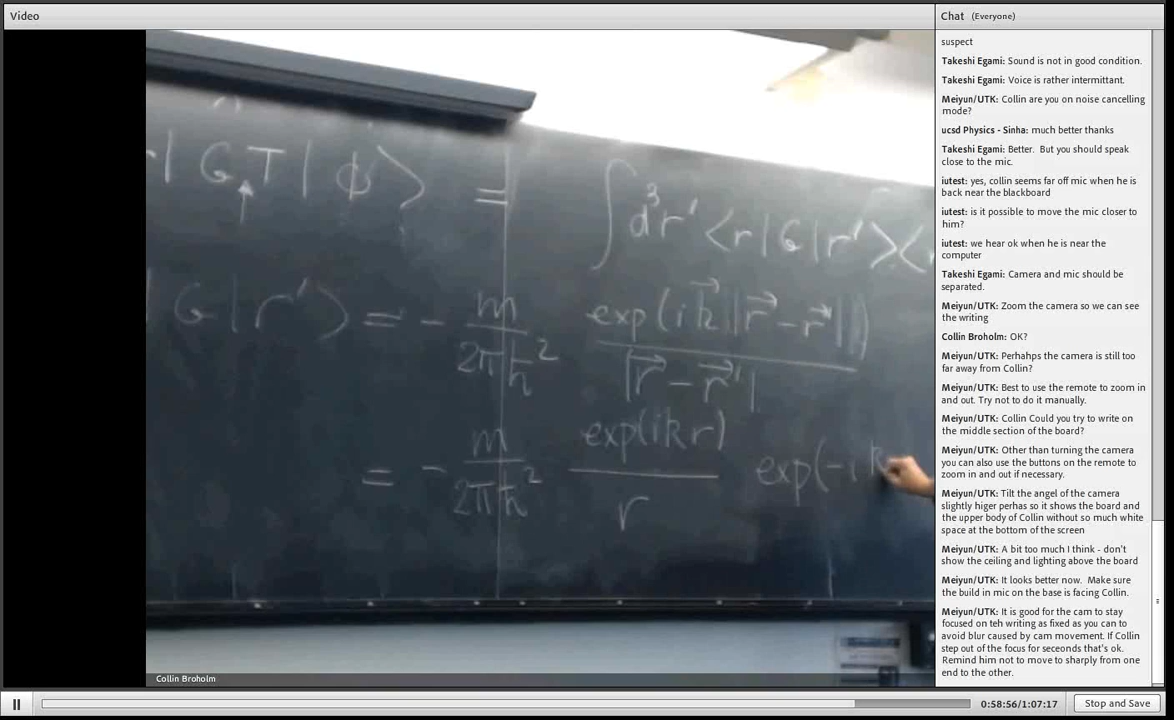 Video
Chat (Everyone)
suspect
Takeshi Egami: Sound is not in good condition.
Takeshi Egami: Voice is rather intermittant.
Meiyun/UTK: Collin are you on noise cancelling
mode?
ucsd Physics - Sinha: much better thanks
Takeshi Egami: Better. But you should speak
close to the mic.
iutest: yes, collin seems far off mic when he is
back near the blackboard
iutest: is it possible to move the mic closer to
him?
iutest: we hear ok when he is near the
computer
Takeshi Egami: Camera and mic should be
separated.
Meiyun/UTK: Zoom the camera so we can see
the writing
Collin Broholm: OK?
Meiyun/UTK: Perhahps the camera is still too
far away from Collin?
Meiyun/UTK: Best to use the remote to zoom in
and out. Try not to do it manually.
Meiyun/UTK: Collin Could you try to write on
the middle section of the board?
Meiyun/UTK: Other than turning the camera
you can also use the buttons on the remote to
zoom in and out if necessary.
Meiyun/UTK: Tilt the angel of the camera
slightly higer perhas so it shows the board and
the upper body of Collin without so much white
space at the bottom of the screen
Meiyun/UTK: A bit too much I think - don't
show the ceiling and lighting above the board
Meiyun/UTK: It looks better now. Make sure
the build in mic on the base is facing Collin.
Meiyun/UTK: It is good for the cam to stay
focused on teh writing as fixed as you can to
avoid blur caused by cam movement. If Collin
step out of the focus for seceonds that's ok.
Remind him not to move to sharply from one
end to the other.
| G T | ϕ ⟩ = ∫ d³r' <r|G|r'><
| G | r' ⟩ = - m / 2πħ² exp(i k⃗ |r⃗ - r⃗'|) / |r⃗ - r⃗'|
= - m / 2πħ² exp(ikr) / r exp(-ik
Collin Broholm
0:58:56/1:07:17
Stop and Save